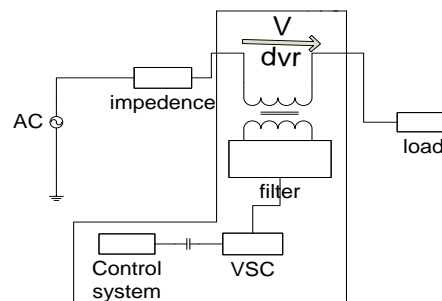 V
dvr
impedence
AC
load
filter
Control
system
VSC